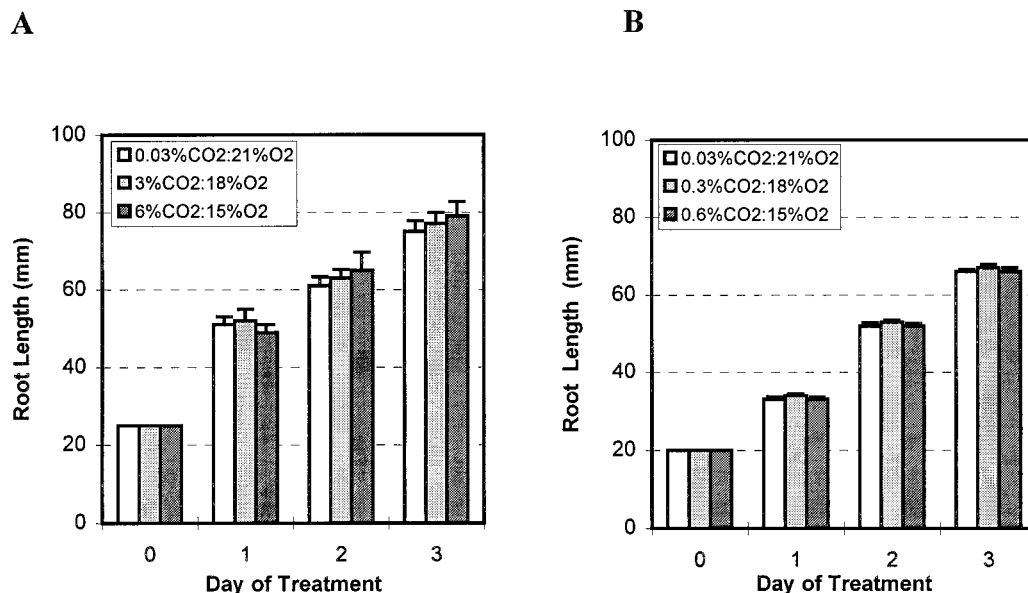 A
100
80
60
40
20
0
Root Length (mm)
0.03%CO2:21%O2
3%CO2:18%O2
6%CO2:15%O2
0 1 2 3
Day of Treatment
B
100
80
60
40
20
0
Root Length (mm)
0.03%CO2:21%O2
0.3%CO2:18%O2
0.6%CO2:15%O2
0 1 2 3
Day of Treatment